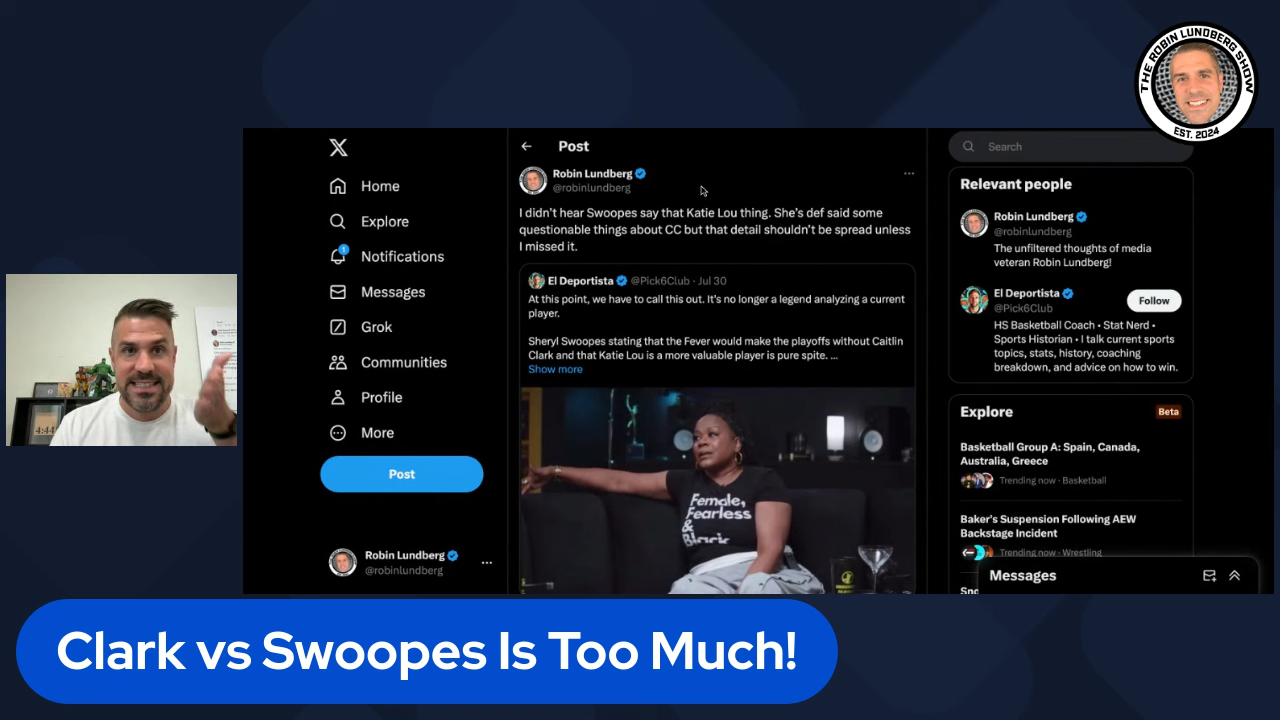 THE ROBIN LUNDBERG SHOW
EST. 2024
Home
Explore
Notifications
1
Messages
Grok
Communities
Profile
More
Post
Robin Lundberg
@robinlundberg
Post
Robin Lundberg
@robinlundberg
I didn't hear Swoopes say that Katie Lou thing. She's def said some
questionable things about CC but that detail shouldn't be spread unless
I missed it.
El Deportista @Pick6Club · Jul 30
At this point, we have to call this out. It's no longer a legend analyzing a current
player.
Sheryl Swoopes stating that the Fever would make the playoffs without Caitlin
Clark and that Katie Lou is a more valuable player is pure spite. ...
Show more
Female,
Fearless
&
Black
Search
Relevant people
Robin Lundberg
@robinlundberg
The unfiltered thoughts of media
veteran Robin Lundberg!
El Deportista
@Pick6Club
Follow
HS Basketball Coach • Stat Nerd •
Sports Historian • I talk current sports
topics, stats, history, coaching
breakdown, and advice on how to win.
Explore
Beta
Basketball Group A: Spain, Canada,
Australia, Greece
Trending now · Basketball
Baker's Suspension Following AEW
Backstage Incident
Trending now · Wrestling
Messages
4:44
Clark vs Swoopes Is Too Much!